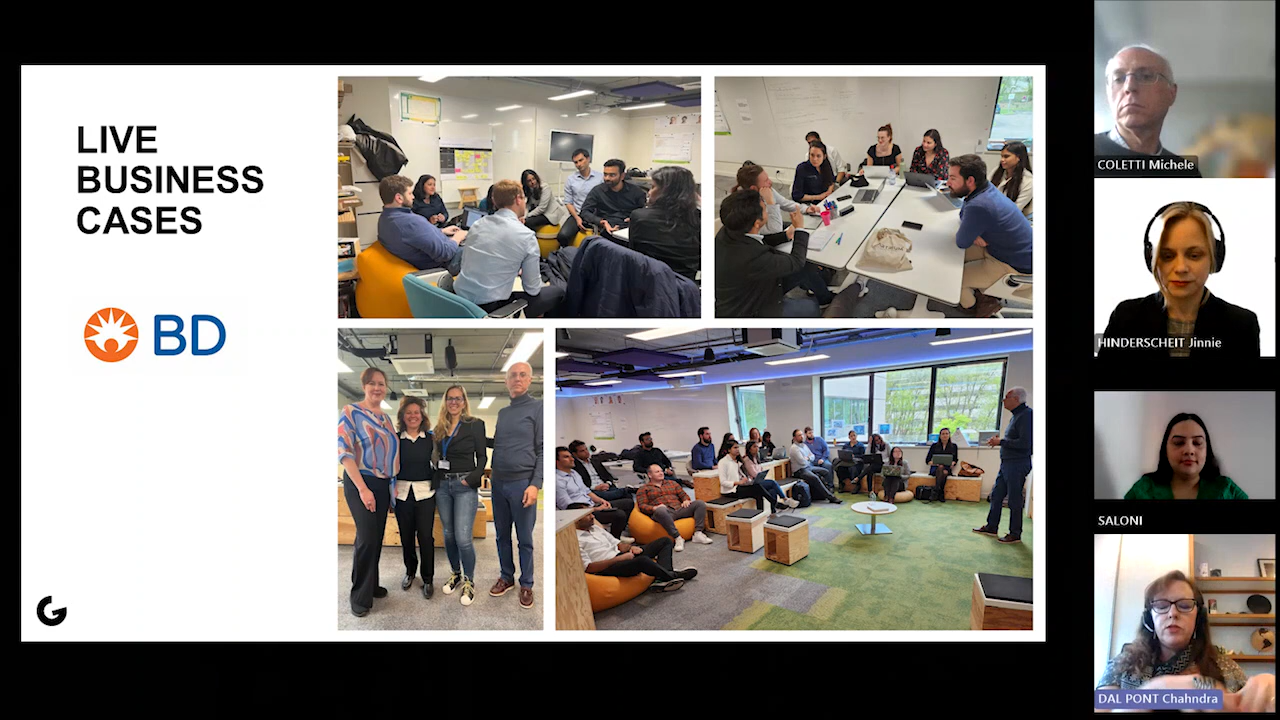 LIVE
BUSINESS
CASES
BD
G
COLETTI Michele
HINDERSCHEIT Jinnie
SALONI
DAL PONT Chahndra